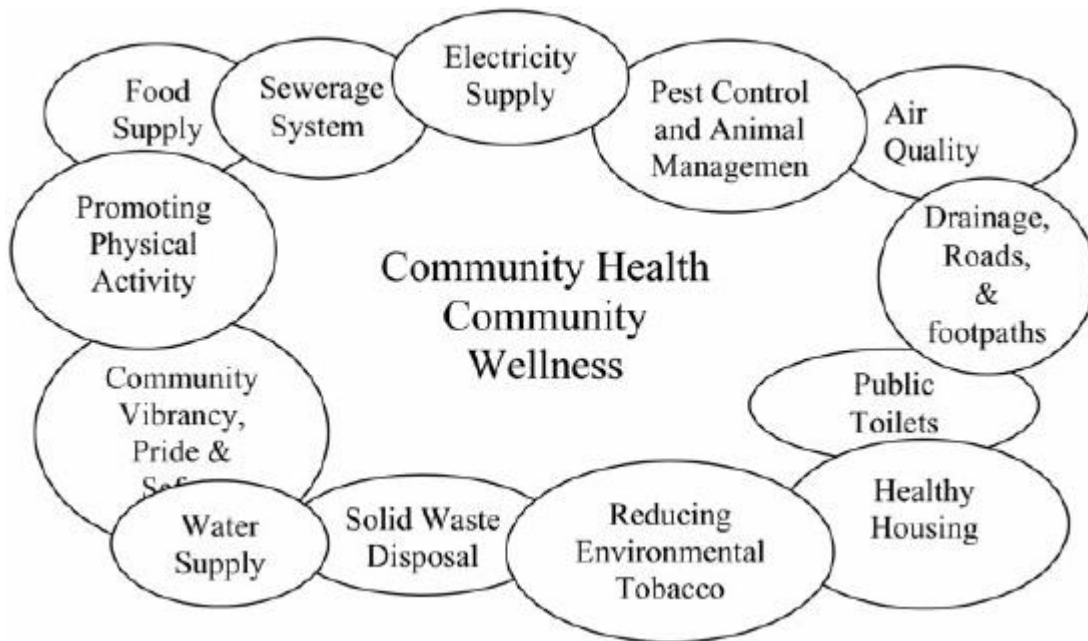 Food
Supply
Sewerage
System
Electricity
Supply
Pest Control
and Animal
Managemen
Air
Quality
Drainage,
Roads,
&
footpaths
Promoting
Physical
Activity
Community Health
Community
Wellness
Community
Vibrancy,
Pride &
Public
Toilets
Healthy
Housing
Water
Supply
Solid Waste
Disposal
Reducing
Environmental
Tobacco